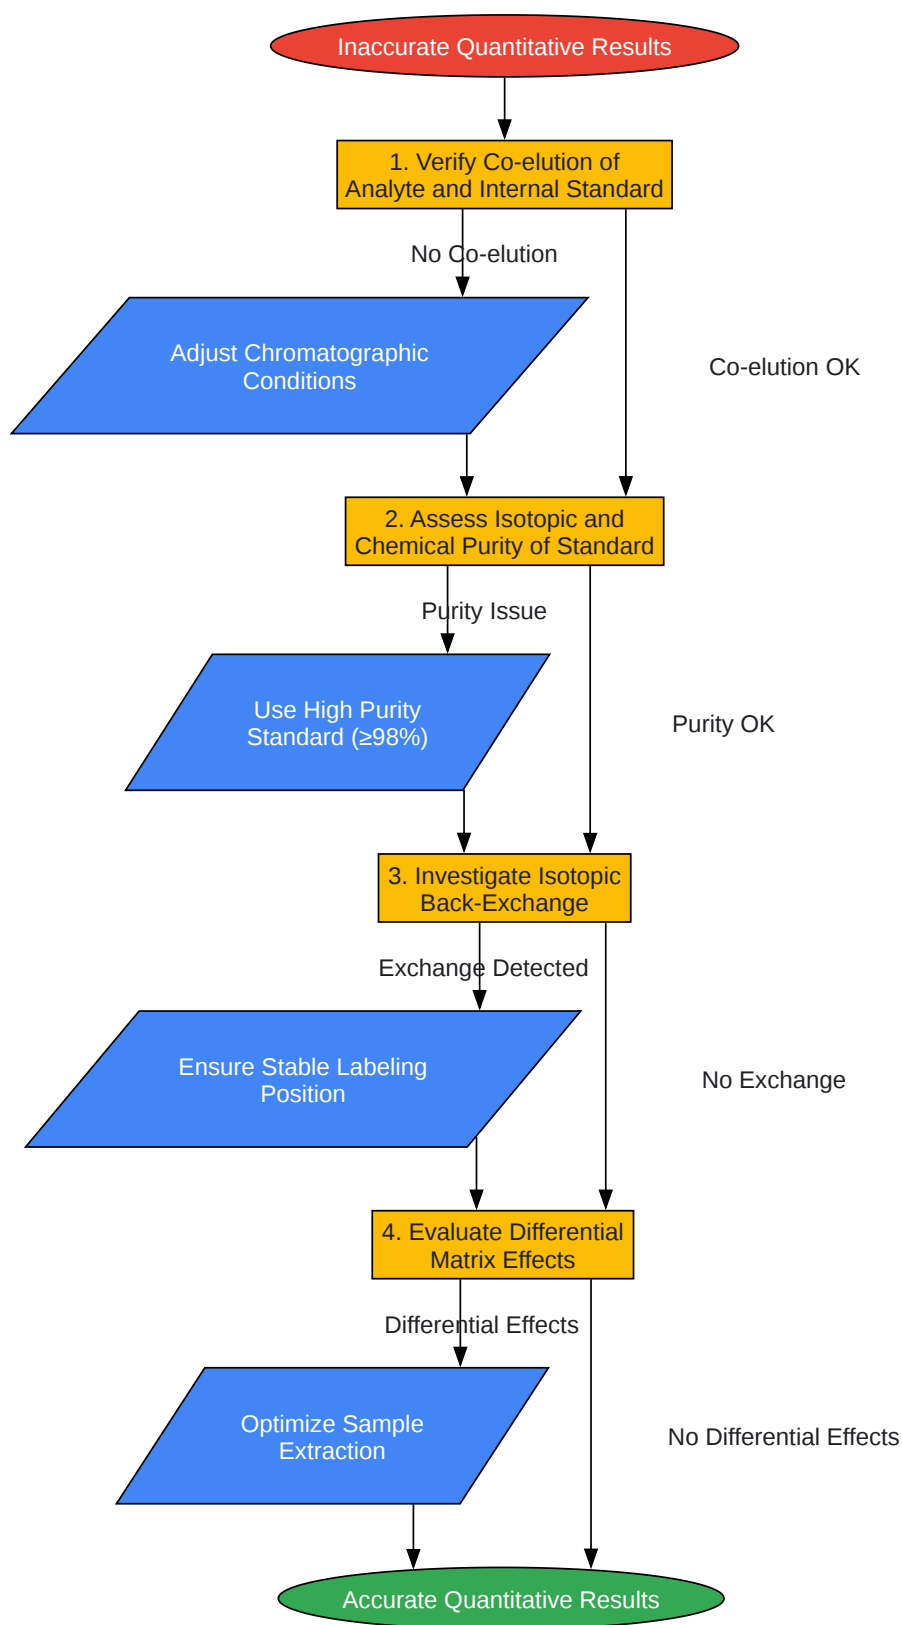 Inaccurate Quantitative Results
1. Verify Co-elution of
Analyte and Internal Standard
No Co-elution
Adjust Chromatographic
Conditions
Co-elution OK
2. Assess Isotopic and
Chemical Purity of Standard
Purity Issue
Use High Purity
Standard (≥98%)
Purity OK
3. Investigate Isotopic
Back-Exchange
Exchange Detected
Ensure Stable Labeling
Position
No Exchange
4. Evaluate Differential
Matrix Effects
Differential Effects
Optimize Sample
Extraction
No Differential Effects
Accurate Quantitative Results